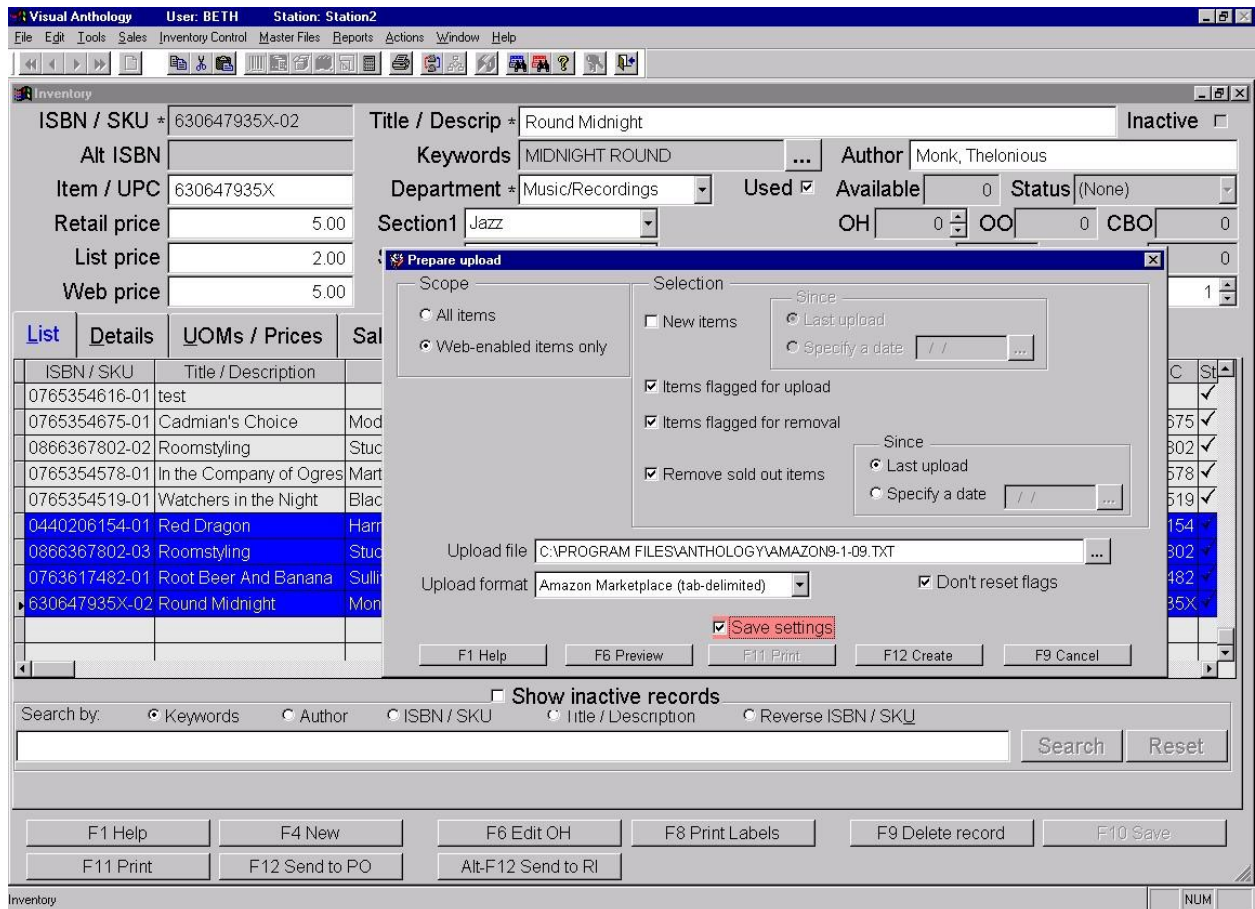 Visual Anthology User: BETH Station: Station2
File Edit Tools Sales Inventory Control Master Files Reports Actions Window Help
Inventory
ISBN / SKU * 630647935X-02 Title / Descrip * Round Midnight Inactive
Alt ISBN Keywords MIDNIGHT ROUND ... Author Monk, Thelonious
Item / UPC 630647935X Department * Music/Recordings Used Available 0 Status (None)
Retail price 5.00 Section1 Jazz OH 0 OO 0 CBO 0
List price 2.00 0
Web price 5.00 1
List Details UOMs / Prices Sal
ISBN / SKU Title / Description C St
0765354616-01 test
0765354675-01 Cadmian's Choice Mod 675
0866367802-02 Roomstyling Stuc 802
0765354578-01 In the Company of Ogres Mart 578
0765354519-01 Watchers in the Night Blac 519
0440206154-01 Red Dragon Harr 154
0866367802-03 Roomstyling Stuc 802
0763617482-01 Root Beer And Banana Sulli 482
630647935X-02 Round Midnight Mon 35X
Prepare upload
Scope
All items
Web-enabled items only
Selection
New items
Since
Last upload
Specify a date / / ...
Items flagged for upload
Items flagged for removal
Remove sold out items
Since
Last upload
Specify a date / / ...
Upload file C:\PROGRAM FILES\ANTHOLOGY\AMAZON9-1-09.TXT ...
Upload format Amazon Marketplace (tab-delimited) Don't reset flags
Save settings
F1 Help F6 Preview F11 Print F12 Create F9 Cancel
Show inactive records
Search by: Keywords Author ISBN / SKU Title / Description Reverse ISBN / SKU
Search Reset
F1 Help F4 New F6 Edit OH F8 Print Labels F9 Delete record F10 Save
F11 Print F12 Send to PO Alt-F12 Send to RI
Inventory NUM